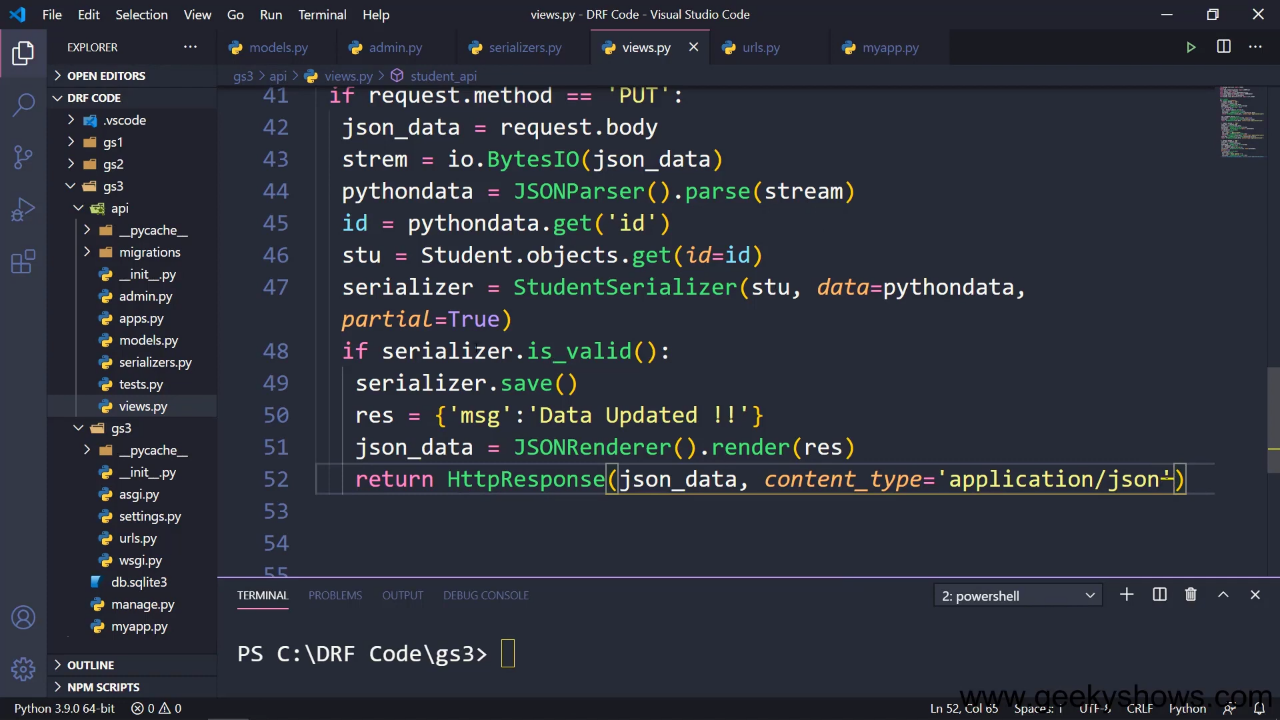 File Edit Selection View Go Run Terminal Help views.py - DRF Code - Visual Studio Code
EXPLORER ··· models.py admin.py serializers.py views.py urls.py myapp.py
OPEN EDITORS
gs3 > api > views.py > student_api
DRF CODE
.vscode
gs1
gs2
gs3
api
__pycache__
migrations
__init__.py
admin.py
apps.py
models.py
serializers.py
tests.py
views.py
gs3
__pycache__
__init__.py
asgi.py
settings.py
urls.py
wsgi.py
db.sqlite3
manage.py
myapp.py
OUTLINE
NPM SCRIPTS
41 if request.method == 'PUT':
42 json_data = request.body
43 strem = io.BytesIO(json_data)
44 pythondata = JSONParser().parse(stream)
45 id = pythondata.get('id')
46 stu = Student.objects.get(id=id)
47 serializer = StudentSerializer(stu, data=pythondata,
partial=True)
48 if serializer.is_valid():
49 serializer.save()
50 res = {'msg':'Data Updated !!'}
51 json_data = JSONRenderer().render(res)
52 return HttpResponse(json_data, content_type='application/json')
53
54
55
TERMINAL PROBLEMS OUTPUT DEBUG CONSOLE 2: powershell
PS C:\DRF Code\gs3>
www.geekyshows.com
Python 3.9.0 64-bit 0 0 Ln 52, Col 65 Spaces: 1 UTF-8 CRLF Python